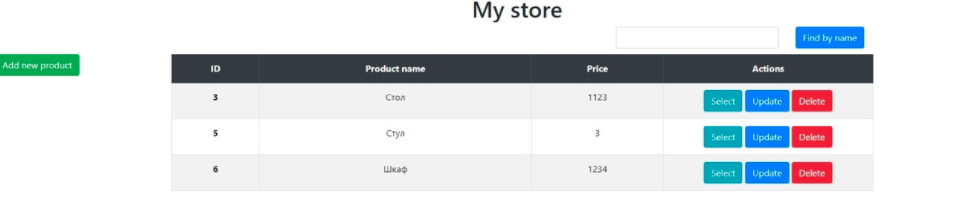 My store
Find by name
Add new product
ID Product name Price Actions
3 Стол 1123 Select Update Delete
5 Стул 3 Select Update Delete
6 Шкаф 1234 Select Update Delete